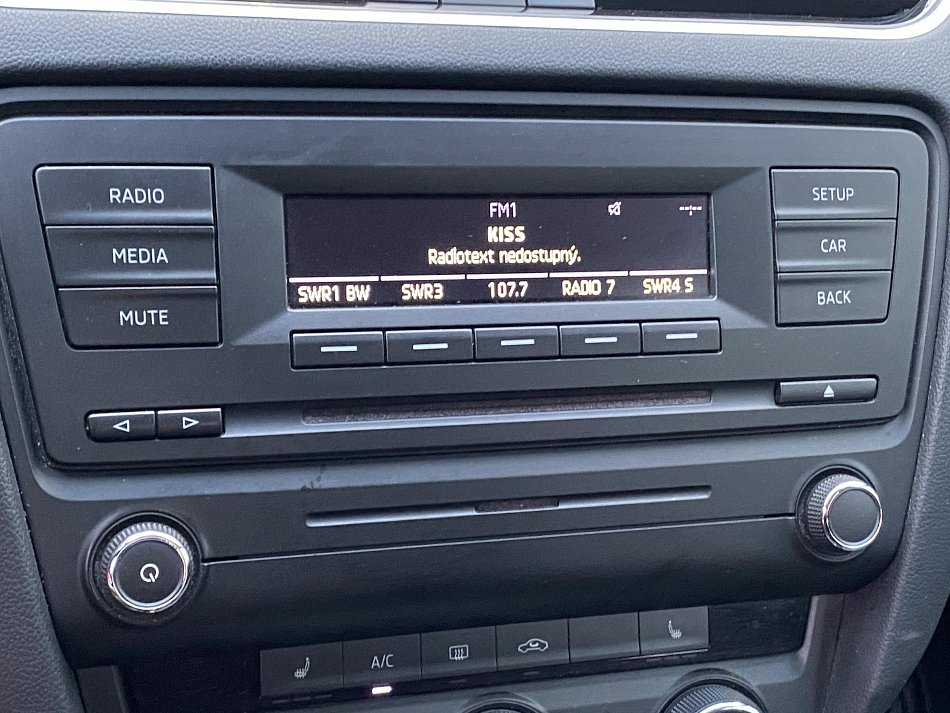 RADIO
MEDIA
MUTE
FM1
--:--
KISS
Radiotext nedostupný.
SWR1 BW SWR3 107.7 RADIO 7 SWR4 S
SETUP
CAR
BACK
A/C